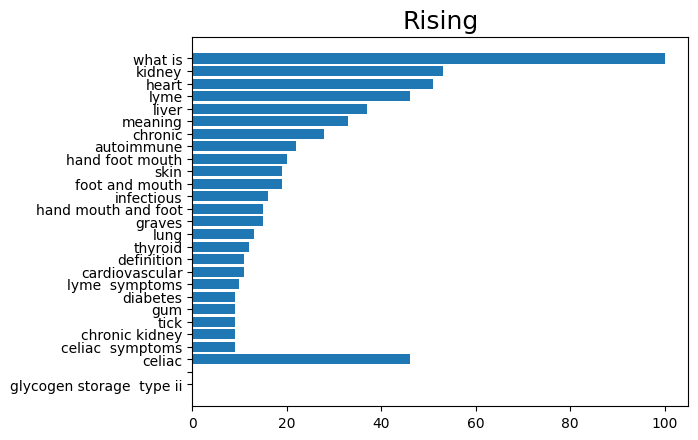 Rising
what is
kidney
heart
lyme
liver
meaning
chronic
autoimmune
hand foot mouth
skin
foot and mouth
infectious
hand mouth and foot
graves
lung
thyroid
definition
cardiovascular
lyme  symptoms
diabetes
gum
tick
chronic kidney
celiac  symptoms
celiac
glycogen storage  type ii
0 20 40 60 80 100